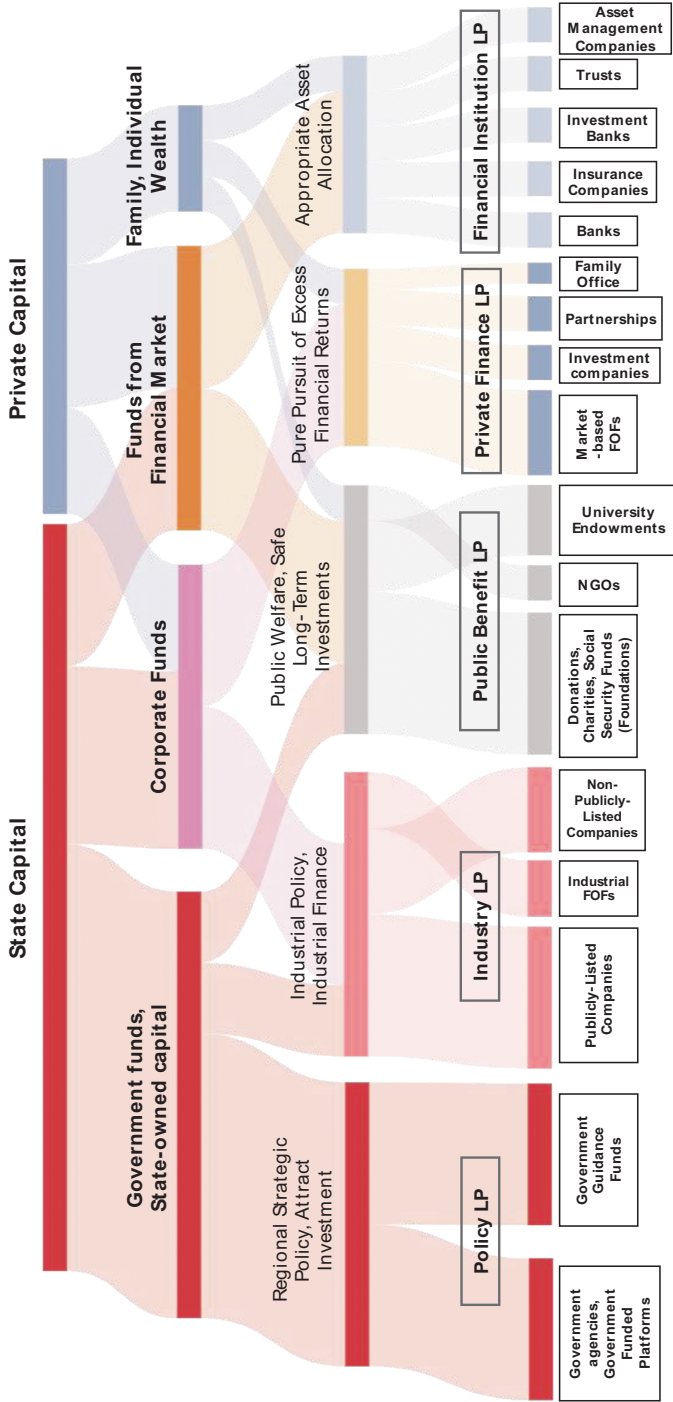 State Capital
Private Capital
Government funds,
State-owned capital
Corporate Funds
Funds from
Financial Market
Family, Individual
Wealth
Regional Strategic
Policy, Attract
Investment
Industrial Policy,
Industrial Finance
Public Welfare, Safe
Long-Term
Investments
Pure Pursuit of Excess
Financial Returns
Appropriate Asset
Allocation
Policy LP
Industry LP
Public Benefit LP
Private Finance LP
Financial Institution LP
Government
agencies,
Government
Funded
Platforms
Government
Guidance
Funds
Publicly-Listed
Companies
Industrial
FOFs
Non-
Publicly-
Listed
Companies
Donations,
Charities, Social
Security Funds
(Foundations)
NGOs
University
Endowments
Market
-based
FOFs
Investment
companies
Partnerships
Family
Office
Banks
Insurance
Companies
Investment
Banks
Trusts
Asset
Management
Companies